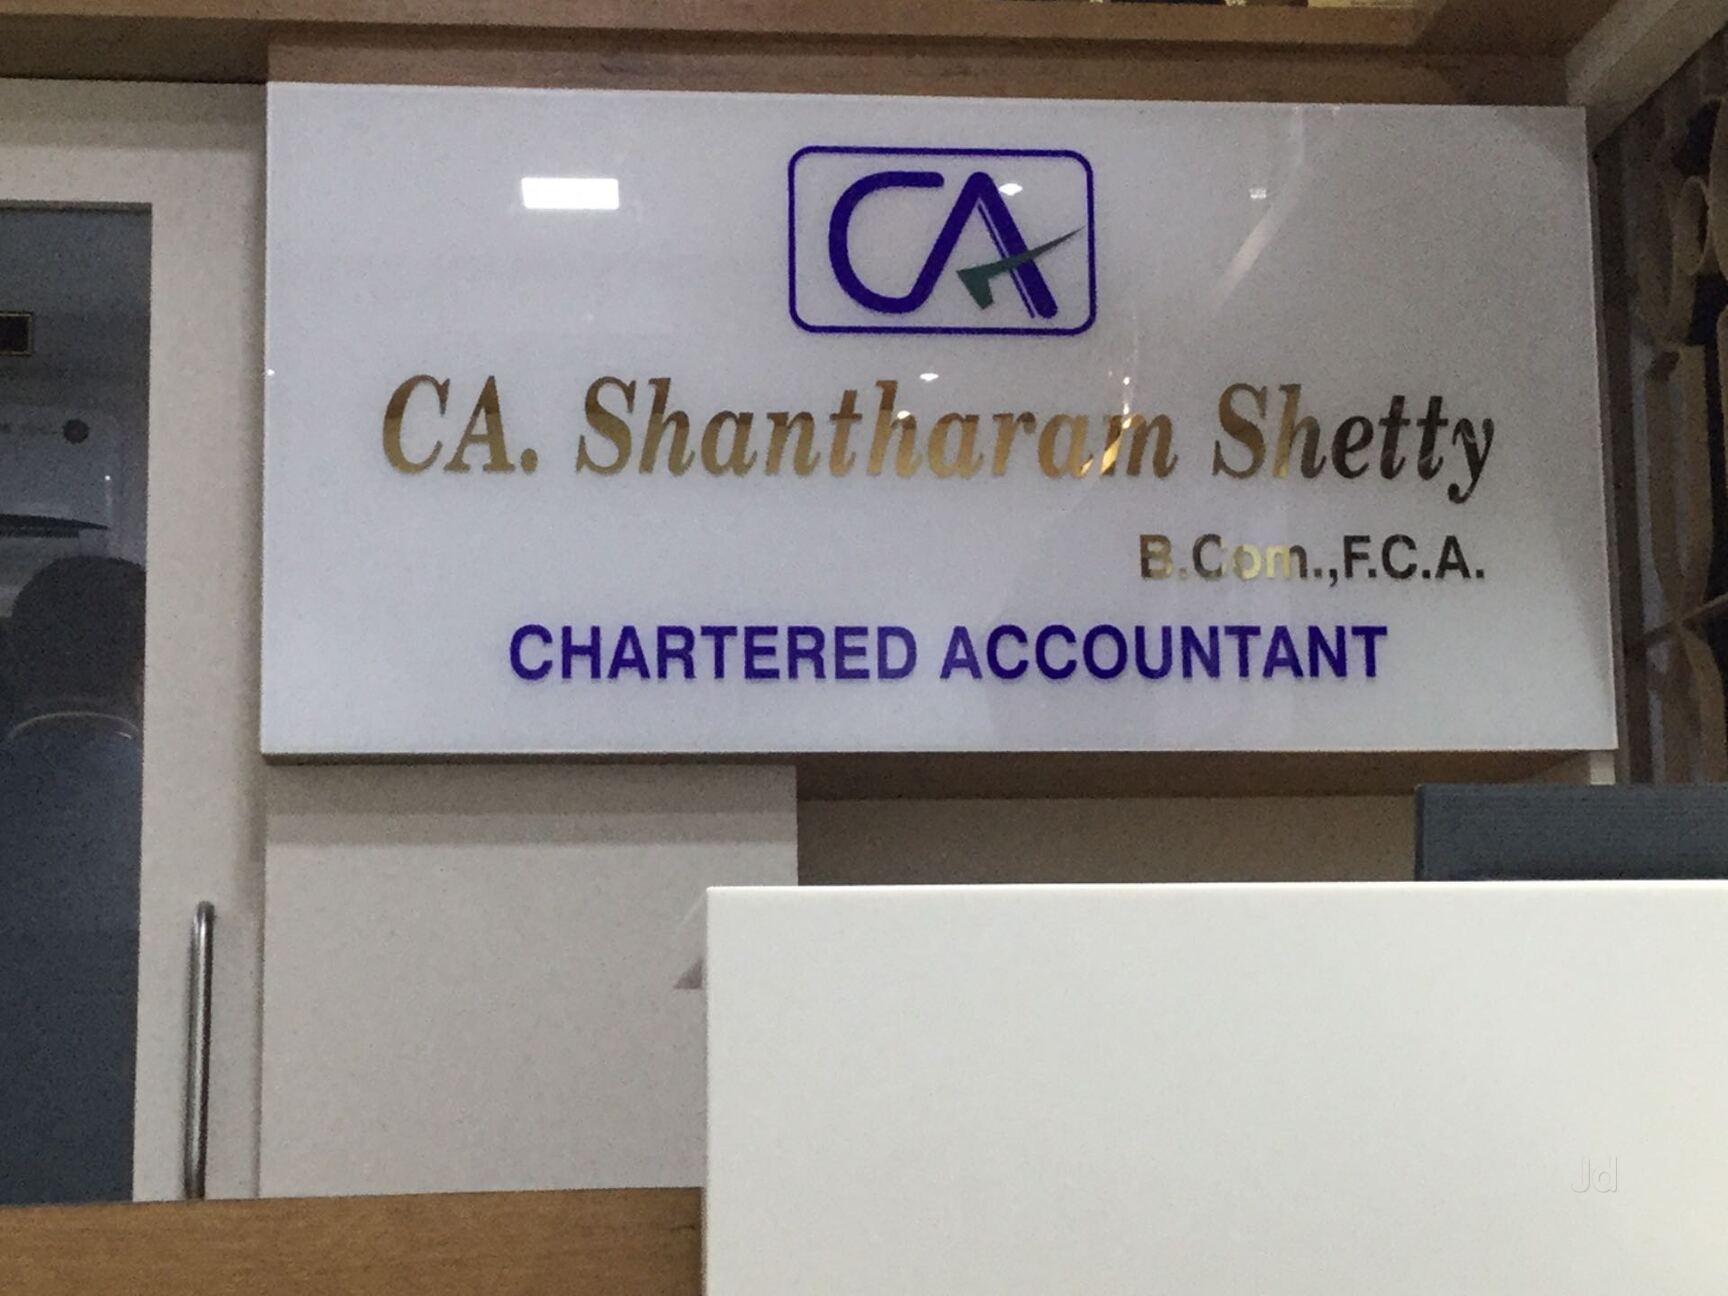 CA
CA. Shantharam Shetty
B.Com.,F.C.A.
CHARTERED ACCOUNTANT
Jd